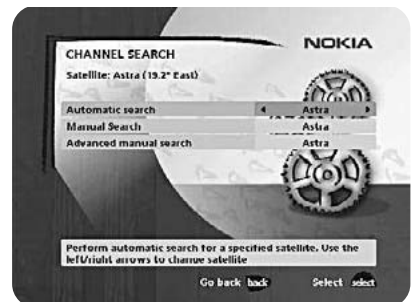 NOKIA
CHANNEL SEARCH
Satellite: Astra (19.2° East)
Automatic search Astra
Manual Search Astra
Advanced manual search Astra
Perform automatic search for a specified satellite. Use the
left/right arrows to change satellite
Go back back Select select